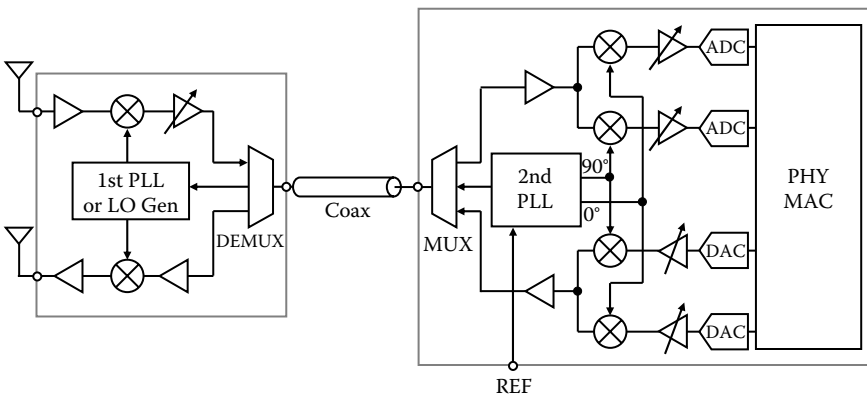 1st PLL
or LO Gen
DEMUX
Coax
MUX
2nd
PLL
90°
0°
REF
ADC
ADC
DAC
DAC
PHY
MAC